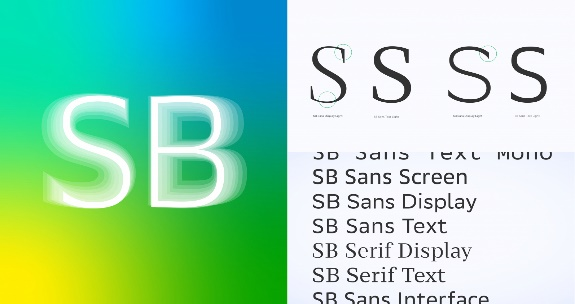 SB
S S S S
SB Sans Text Mono
SB Sans Screen
SB Sans Display
SB Sans Text
SB Serif Display
SB Serif Text
SB Sans Interface